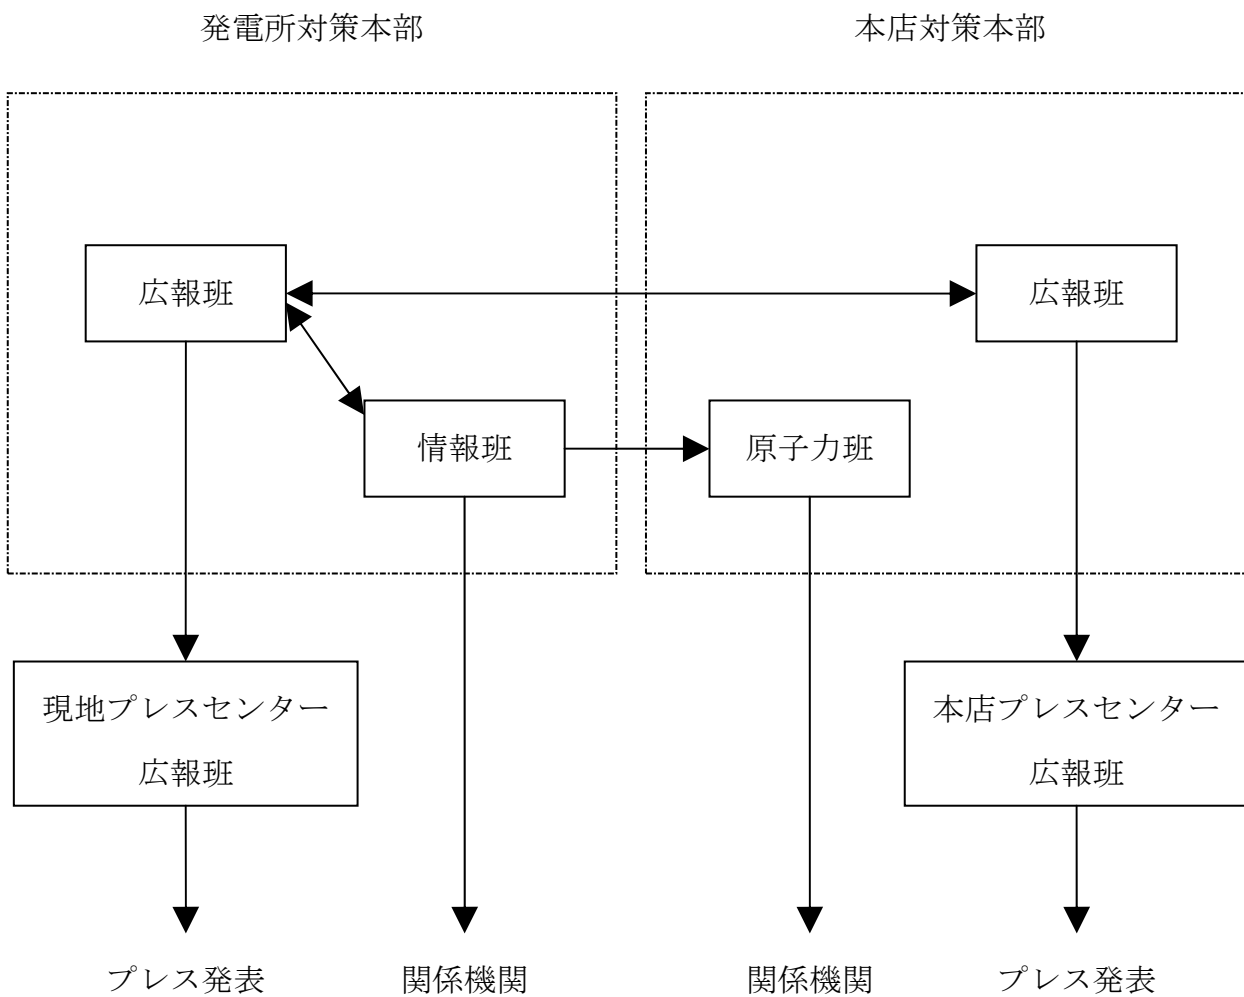 発電所対策本部
本店対策本部
広報班
広報班
情報班
原子力班
現地プレスセンター
広報班
本店プレスセンター
広報班
プレス発表
関係機関
関係機関
プレス発表